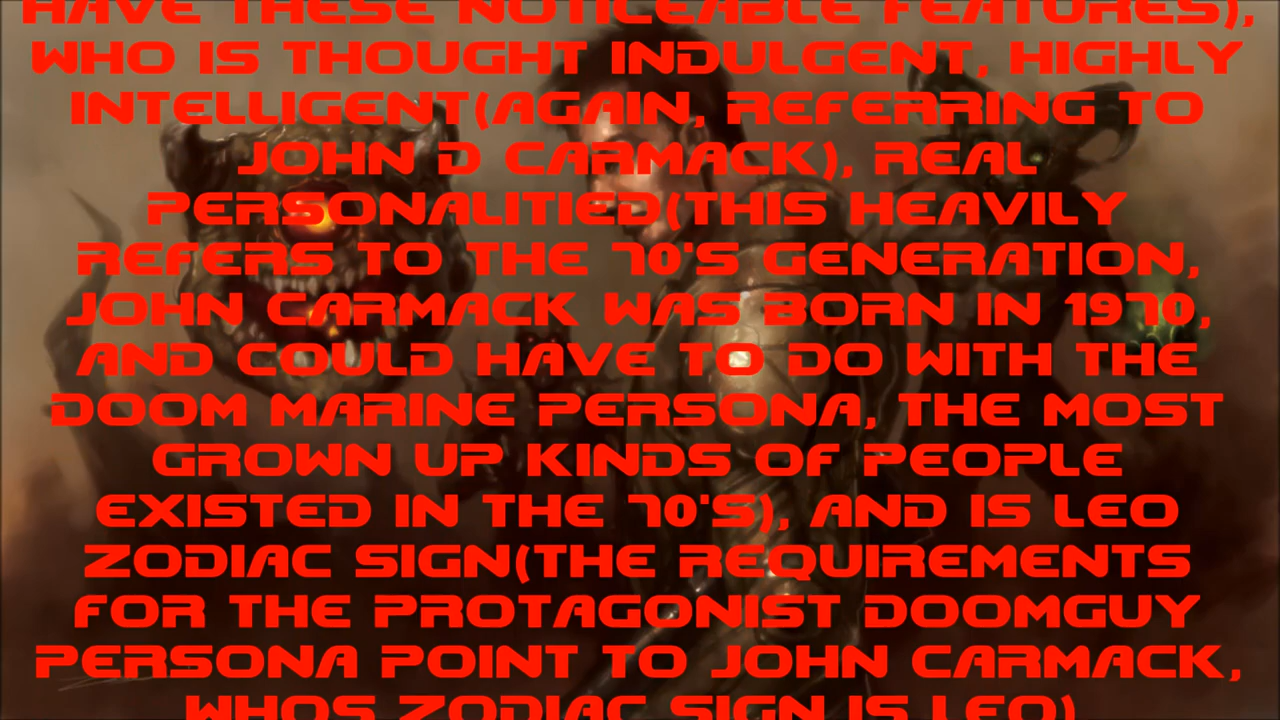 HAVE THESE NOTICEABLE FEATURES),
WHO IS THOUGHT INDULGENT, HIGHLY
INTELLIGENT(AGAIN, REFERRING TO
JOHN D CARMACK), REAL
PERSONALITIED(THIS HEAVILY
REFERS TO THE 70'S GENERATION,
JOHN CARMACK WAS BORN IN 1970,
AND COULD HAVE TO DO WITH THE
DOOM MARINE PERSONA, THE MOST
GROWN UP KINDS OF PEOPLE
EXISTED IN THE 70'S), AND IS LEO
ZODIAC SIGN(THE REQUIREMENTS
FOR THE PROTAGONIST DOOMGUY
PERSONA POINT TO JOHN CARMACK,
WHOS ZODIAC SIGN IS LEO)